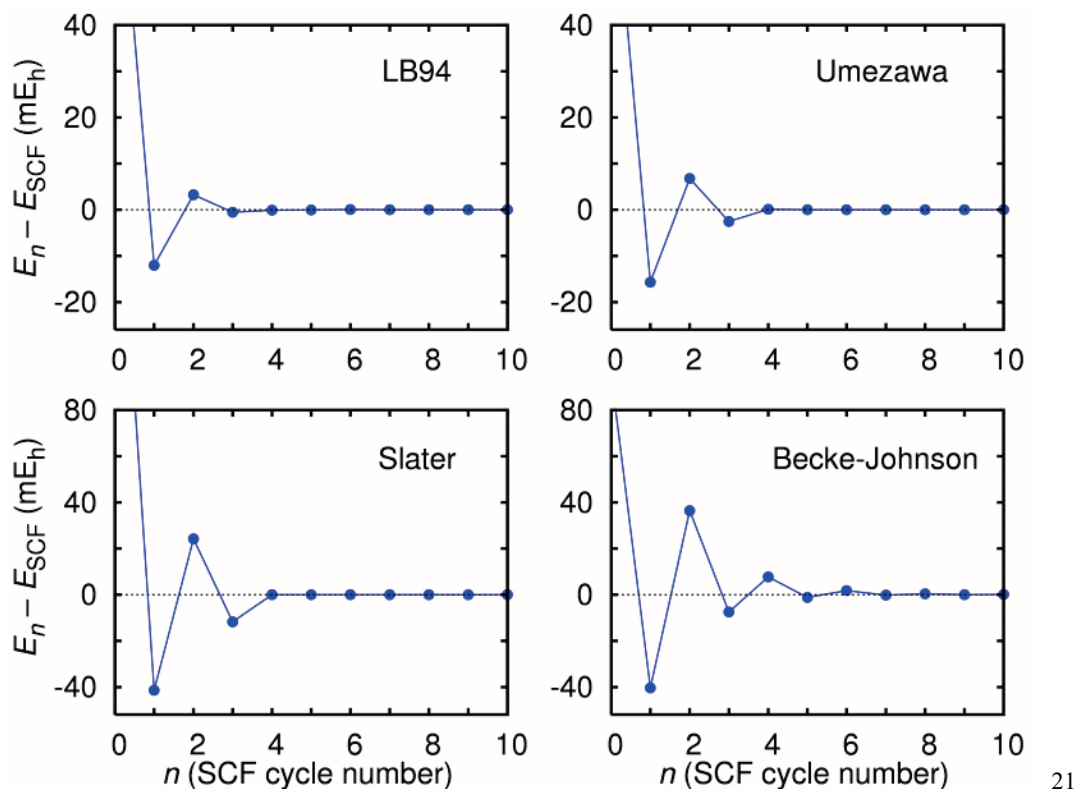 40
20
0
-20
0 2 4 6 8 10
E_n − E_SCF (mE_h)
LB94
40
20
0
-20
0 2 4 6 8 10
Umezawa
80
40
0
-40
0 2 4 6 8 10
E_n − E_SCF (mE_h)
Slater
n (SCF cycle number)
80
40
0
-40
0 2 4 6 8 10
Becke-Johnson
n (SCF cycle number)
21